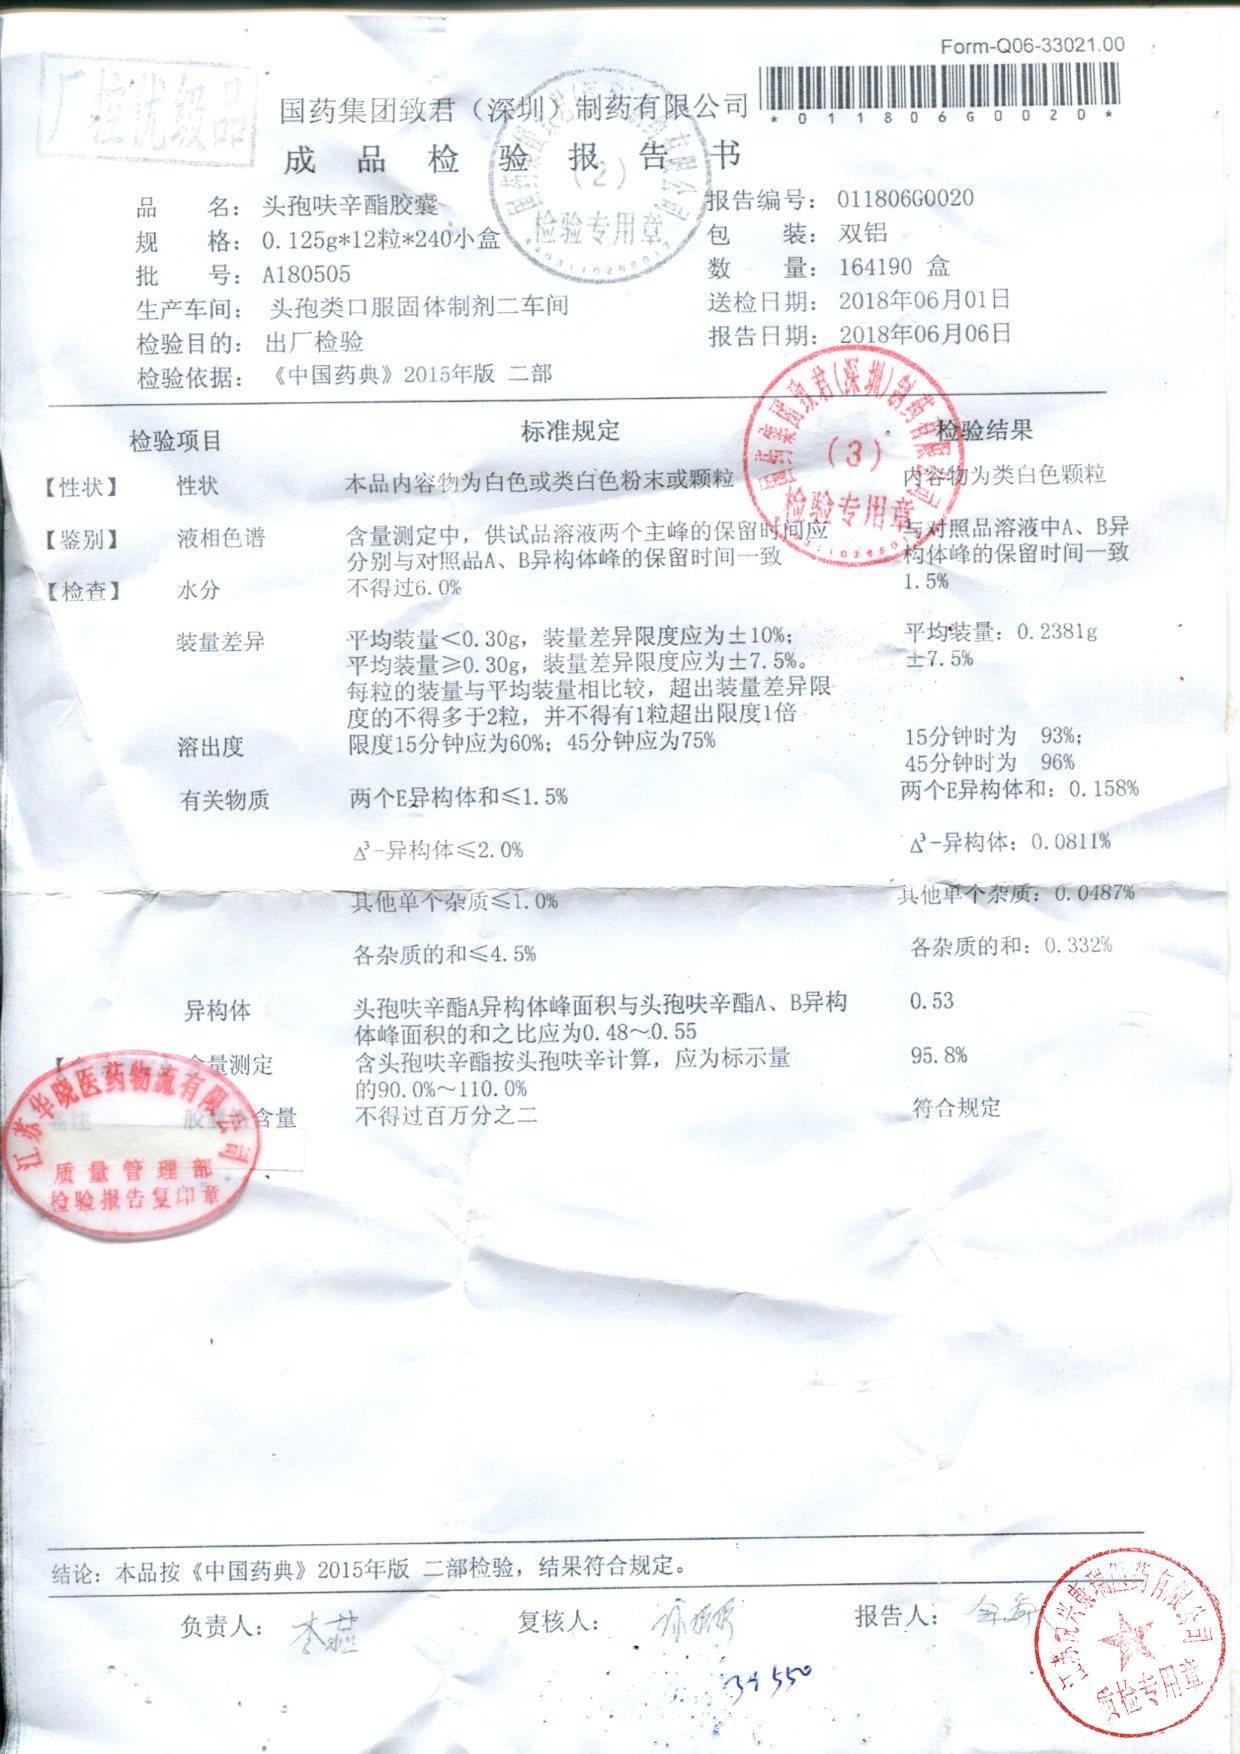 Form-Q06-33021.00
厂控优级品
国药集团致君（深圳）制药有限公司
*011806G0020*
成品检验报告书
（2）
检验专用章
品 名： 头孢呋辛酯胶囊
报告编号： 011806G0020
规 格： 0.125g*12粒*240小盒
包 装： 双铝
批 号： A180505
数 量： 164190 盒
生产车间： 头孢类口服固体制剂二车间
送检日期： 2018年06月01日
检验目的： 出厂检验
报告日期： 2018年06月06日
检验依据： 《中国药典》2015年版 二部
国药集团致君(深圳)制药有限公司
（3）
检验专用章
检验项目 标准规定 检验结果
【性状】 性状 本品内容物为白色或类白色粉末或颗粒 内容物为类白色颗粒
【鉴别】 液相色谱 含量测定中，供试品溶液两个主峰的保留时间应 与对照品溶液中A、B异
分别与对照品A、B异构体峰的保留时间一致 构体峰的保留时间一致
【检查】 水分 不得过6.0% 1.5%
装量差异 平均装量＜0.30g，装量差异限度应为±10%； 平均装量：0.2381g
平均装量≥0.30g，装量差异限度应为±7.5%。 ±7.5%
每粒的装量与平均装量相比较，超出装量差异限
度的不得多于2粒，并不得有1粒超出限度1倍
溶出度 限度15分钟应为60%；45分钟应为75% 15分钟时为 93%；
45分钟时为 96%
有关物质 两个E异构体和≤1.5% 两个E异构体和：0.158%
Δ³-异构体≤2.0% Δ³-异构体：0.0811%
其他单个杂质≤1.0% 其他单个杂质：0.0487%
各杂质的和≤4.5% 各杂质的和：0.332%
异构体 头孢呋辛酯A异构体峰面积与头孢呋辛酯A、B异构 0.53
体峰面积的和之比应为0.48～0.55
含量测定 含头孢呋辛酯按头孢呋辛计算，应为标示量 95.8%
的90.0%～110.0%
含量 不得过百万分之二 符合规定
江苏华晓医药物流有限公司
质量管理部
检验报告复印章
结论：本品按《中国药典》2015年版 二部检验，结果符合规定。
负责人： 李燕 复核人： 报告人：
江苏阮兴康瑞医药有限公司
质检专用章